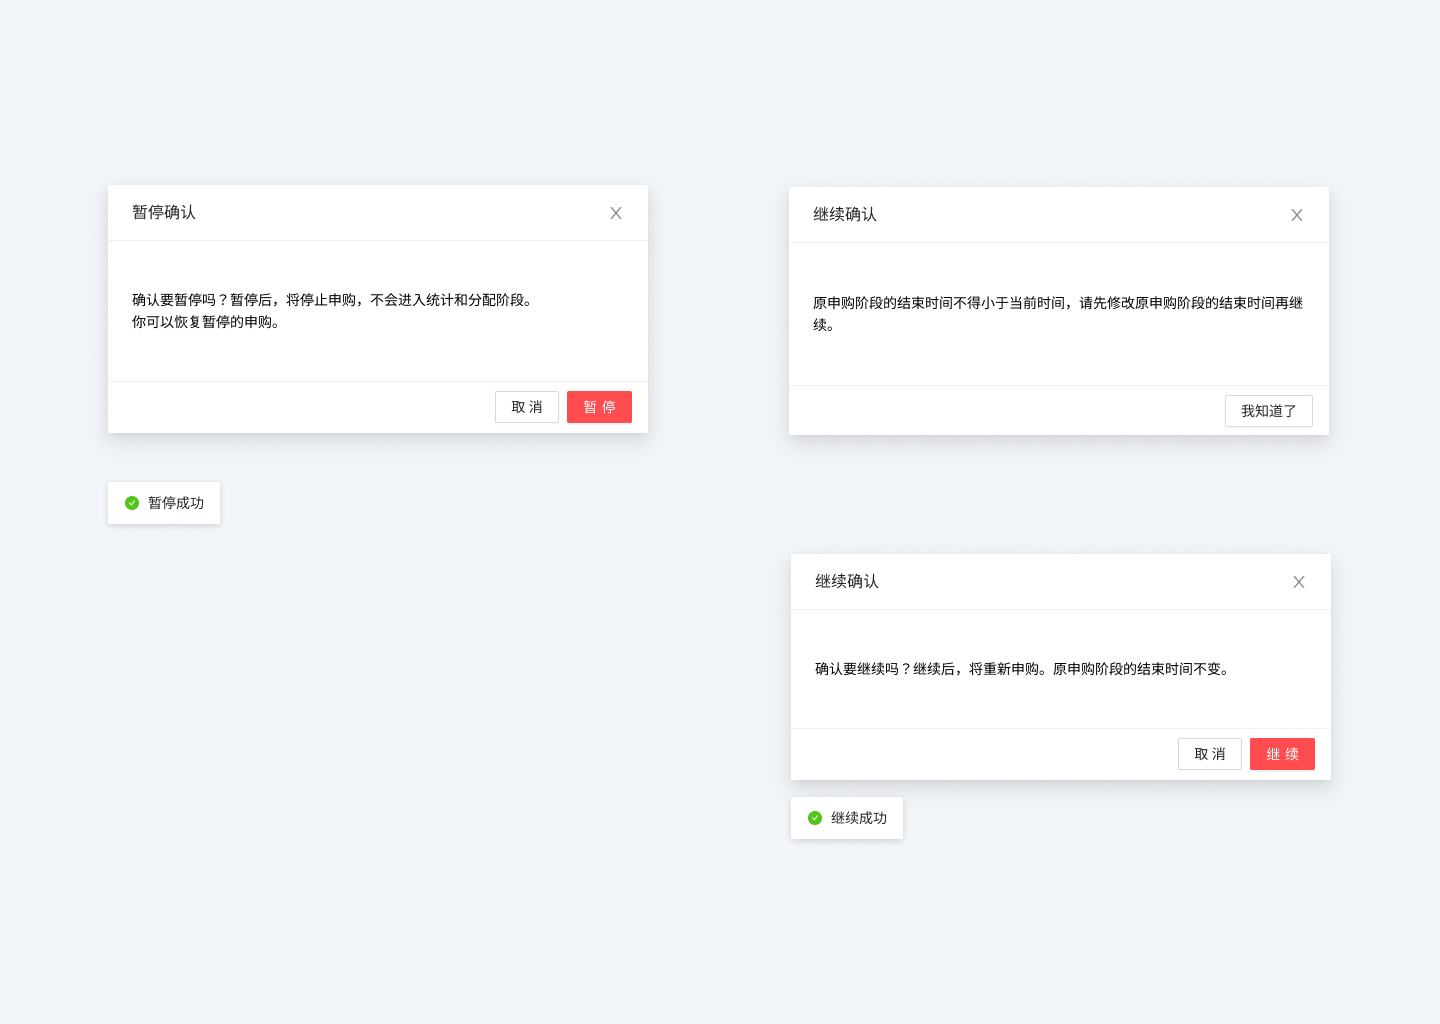 暂停确认
确认要暂停吗？暂停后，将停止申购，不会进入统计和分配阶段。
你可以恢复暂停的申购。
取 消
暂 停
暂停成功
继续确认
原申购阶段的结束时间不得小于当前时间，请先修改原申购阶段的结束时间再继
续。
我知道了
继续确认
确认要继续吗？继续后，将重新申购。原申购阶段的结束时间不变。
取 消
继 续
继续成功